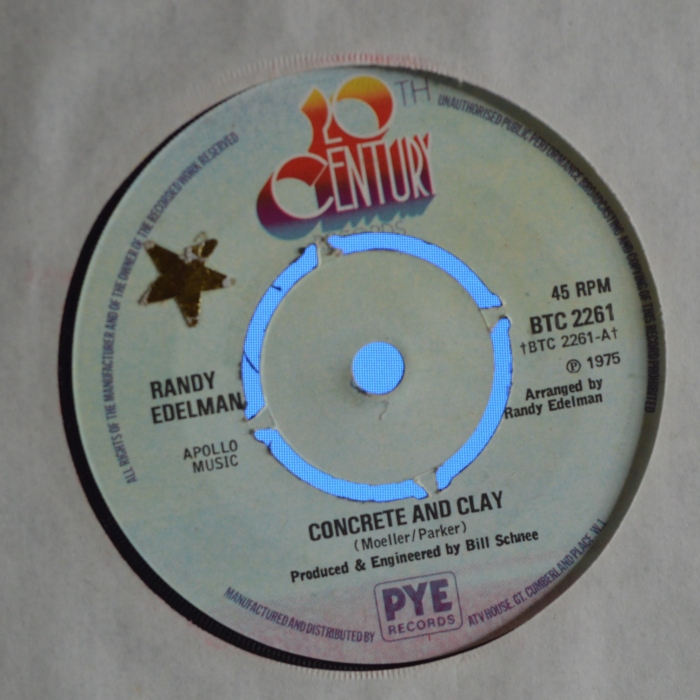 20TH
CENTURY
RECORDS
UNAUTHORISED PUBLIC PERFORMANCE BROADCASTING AND COPYING OF THIS RECORD PROHIBITED
ALL RIGHTS OF THE MANUFACTURER AND OF THE OWNER OF THE RECORDED WORK RESERVED
45 RPM
BTC 2261
†BTC 2261-A†
℗ 1975
Arranged by
Randy Edelman
RANDY
EDELMAN
APOLLO
MUSIC
CONCRETE AND CLAY
(Moeller/Parker)
Produced & Engineered by Bill Schnee
MANUFACTURED AND DISTRIBUTED BY
PYE
RECORDS
ATV HOUSE. GT. CUMBERLAND PLACE. W.1.